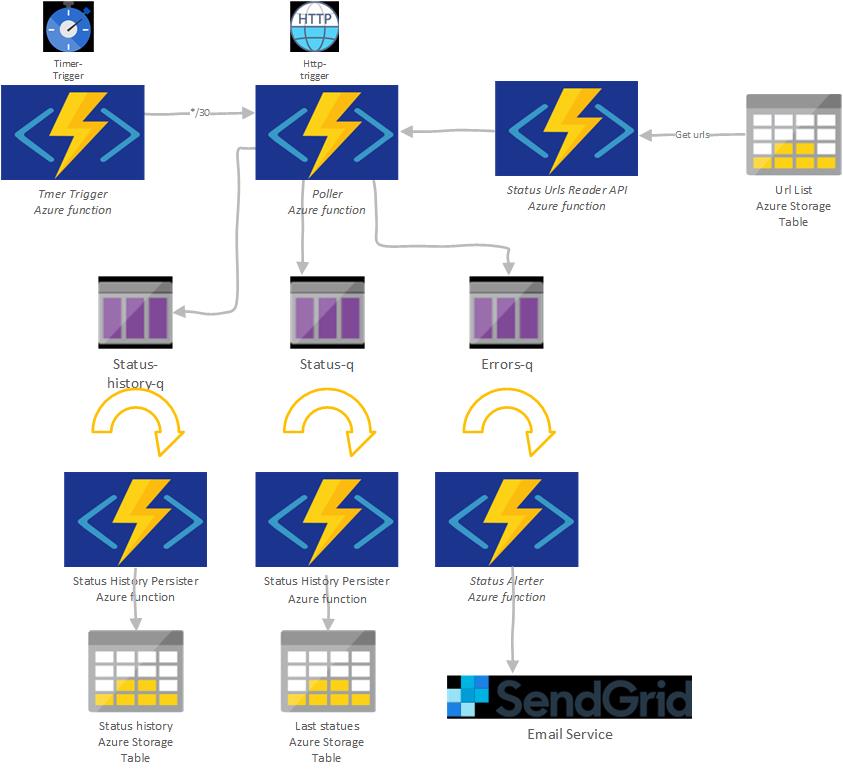 HTTP
Timer-
Trigger
Http-
trigger
*/30
Get urls
Tmer Trigger
Azure function
Poller
Azure function
Status Urls Reader API
Azure function
Url List
Azure Storage
Table
Status-
history-q
Status-q
Errors-q
Status History Persister
Azure function
Status History Persister
Azure function
Status Alerter
Azure function
SendGrid
Email Service
Status history
Azure Storage
Table
Last statues
Azure Storage
Table